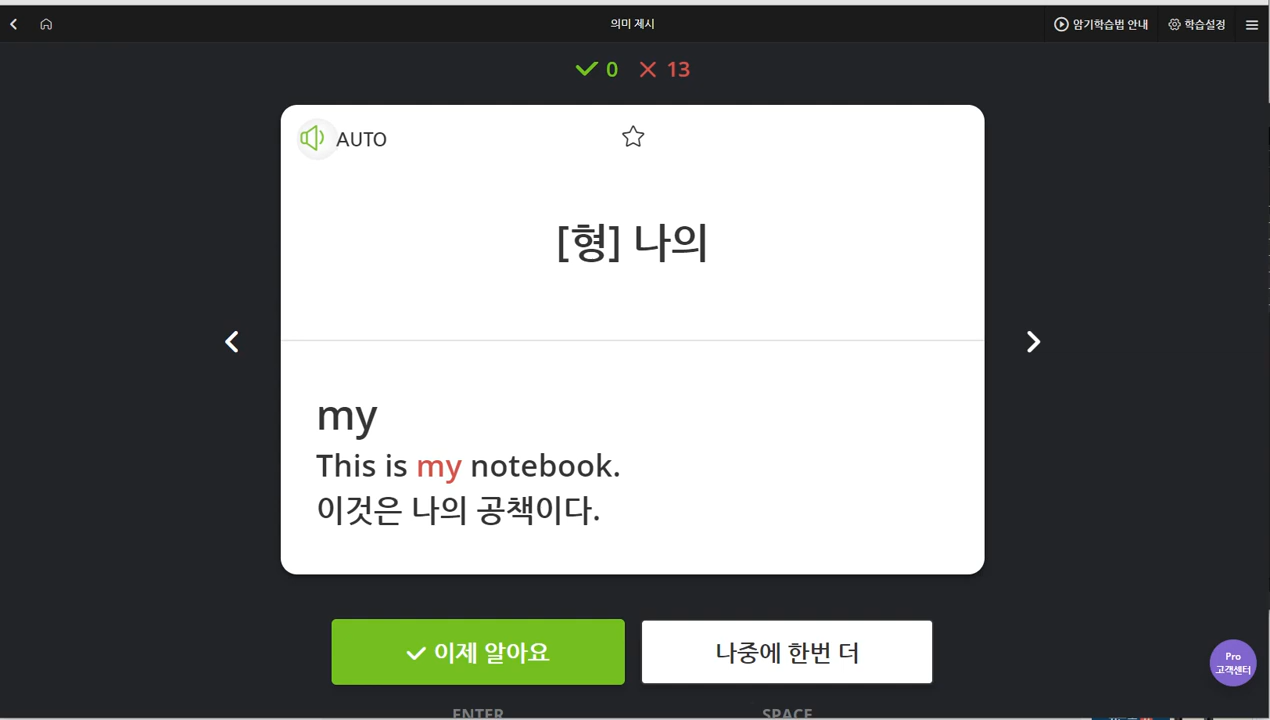 의미 제시
암기학습법 안내
학습설정
0
13
AUTO
[형] 나의
my
This is my notebook.
이것은 나의 공책이다.
이제 알아요
나중에 한번 더
Pro
고객센터
ENTER
SPACE